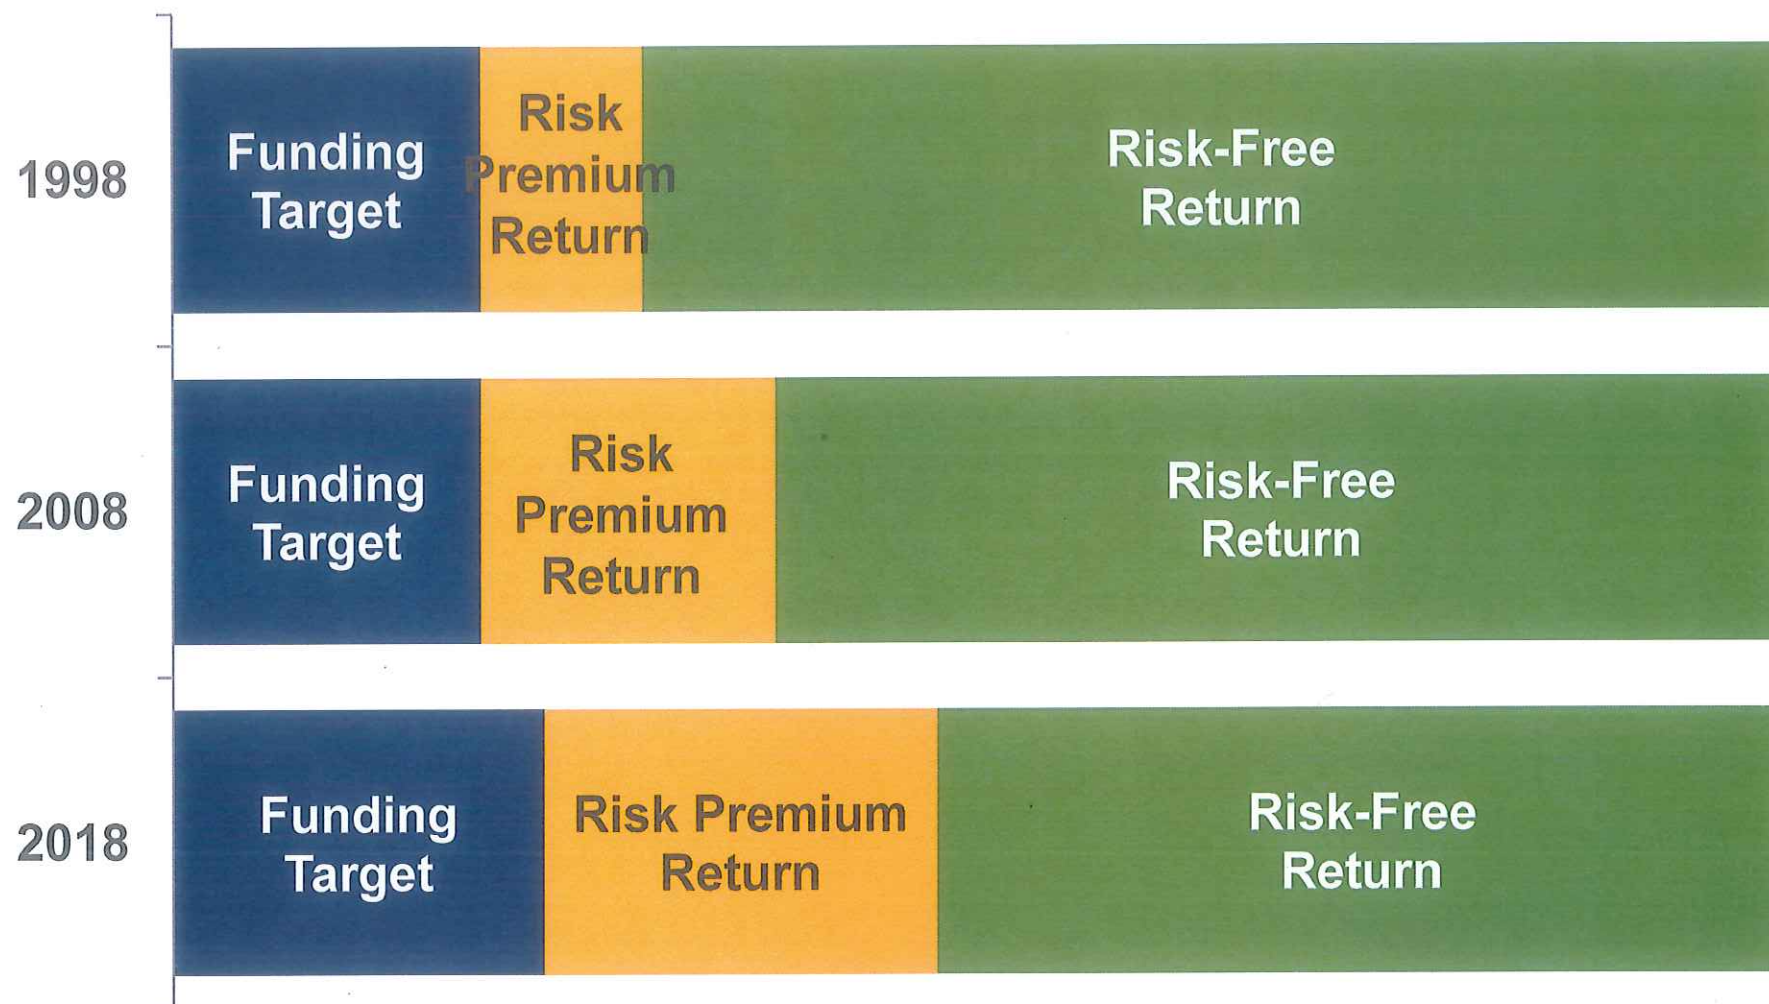 1998
Funding
Target
Risk
Premium
Return
Risk-Free
Return
2008
Funding
Target
Risk
Premium
Return
Risk-Free
Return
2018
Funding
Target
Risk Premium
Return
Risk-Free
Return